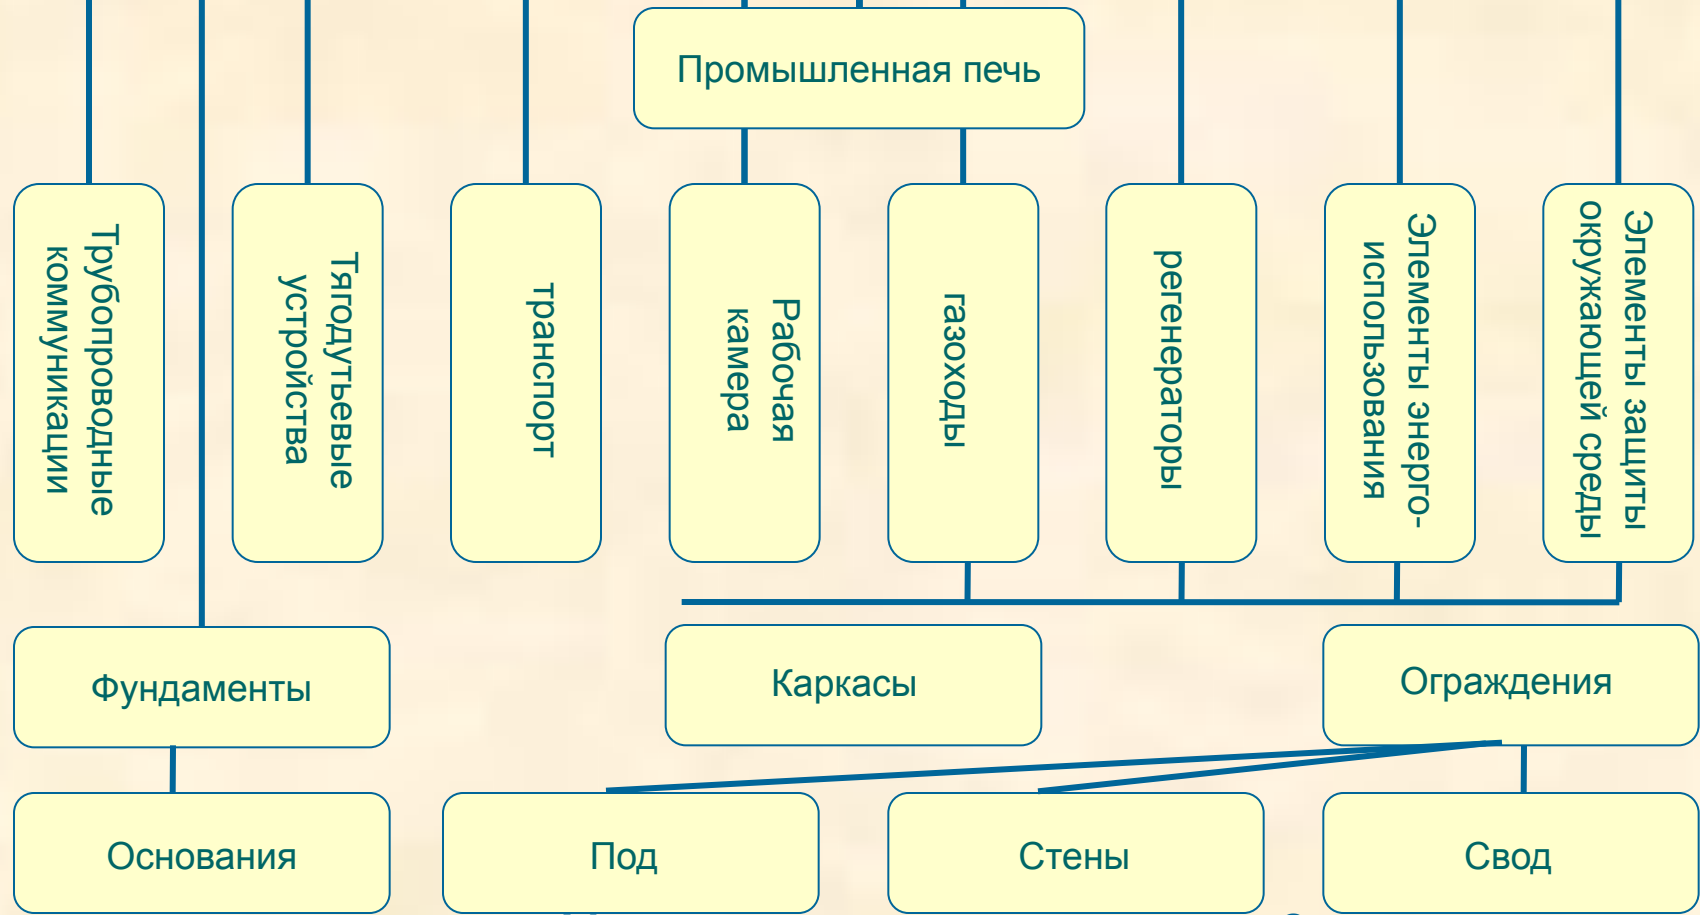 Промышленная печь
Трубопроводные
коммуникации
Тягодутьевые
устройства
транспорт
Рабочая
камера
газоходы
регенераторы
Элементы энерго-
использования
Элементы защиты
окружающей среды
Фундаменты
Каркасы
Ограждения
Основания
Под
Стены
Свод